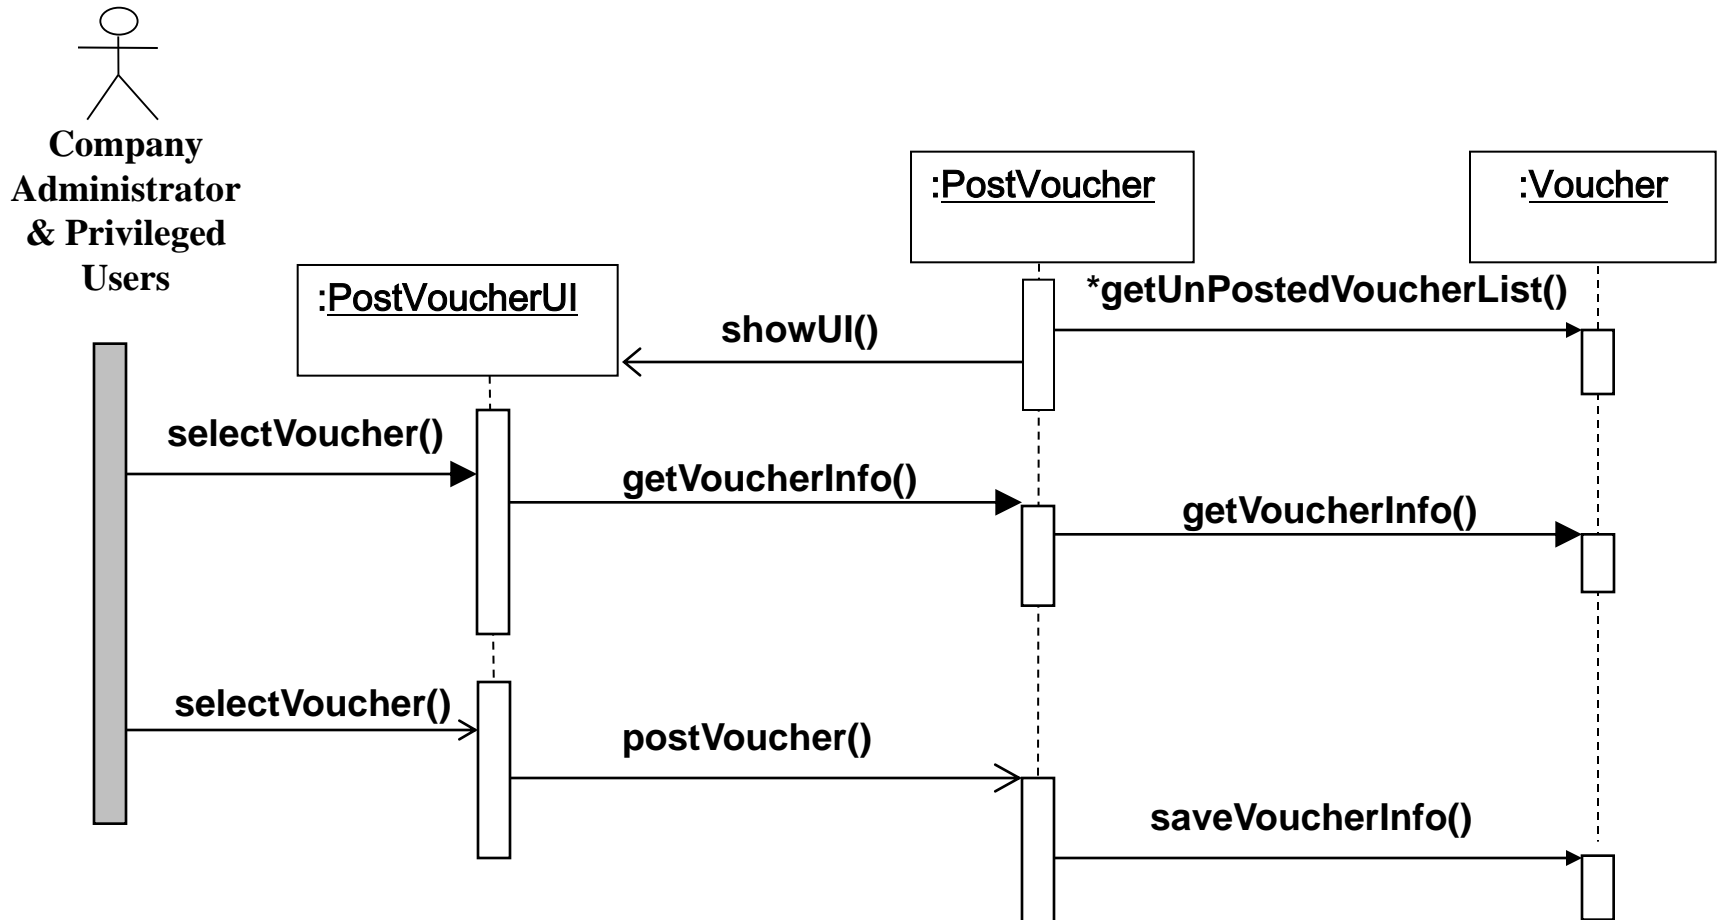 Company
Administrator
& Privileged
Users
:PostVoucherUI
:PostVoucher
:Voucher
*getUnPostedVoucherList()
showUI()
selectVoucher()
getVoucherInfo()
getVoucherInfo()
selectVoucher()
postVoucher()
saveVoucherInfo()